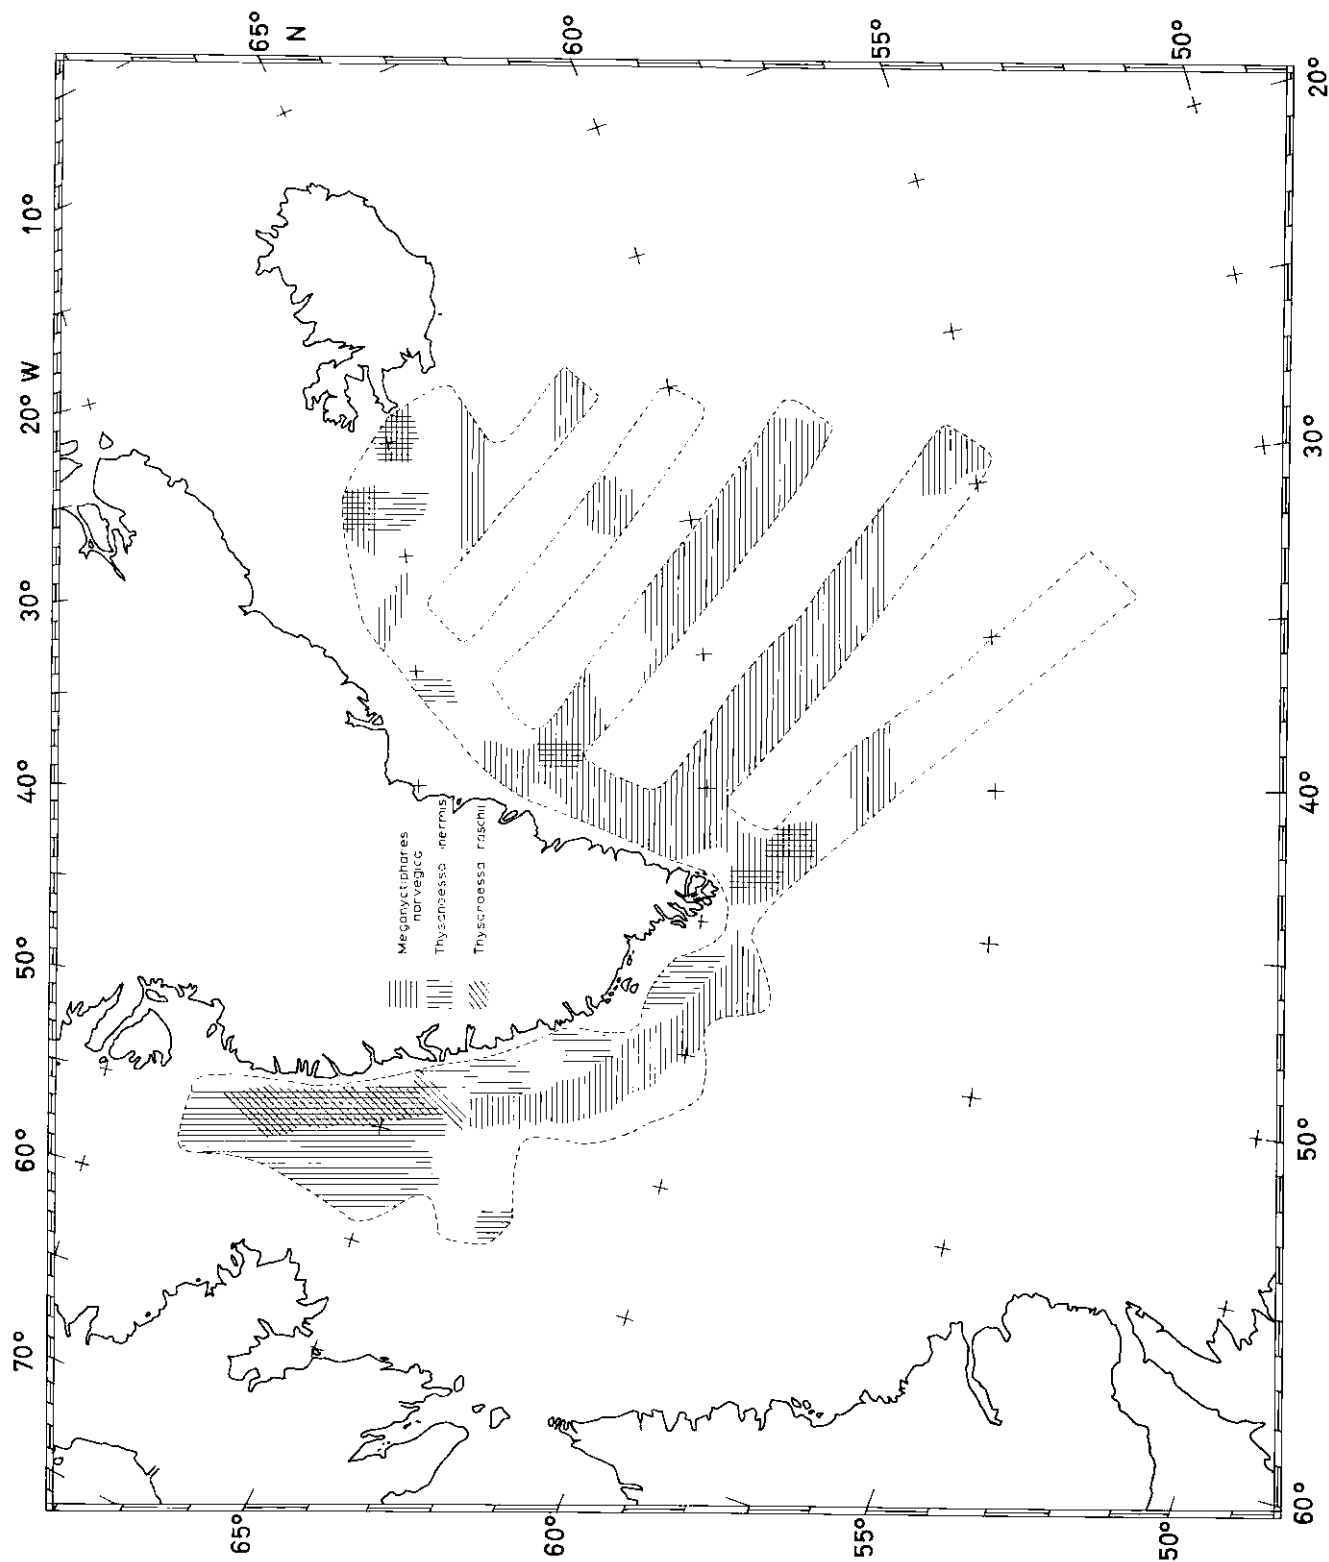 70° 60° 50° 40° 30° 20° W 10°
65° 65°
N
Meganyctiphanes
norvegica
Thysanoessa inermis
Thysanoessa raschii
60° 60°
55° 55°
50° 50°
60° 50° 40° 30° 20°